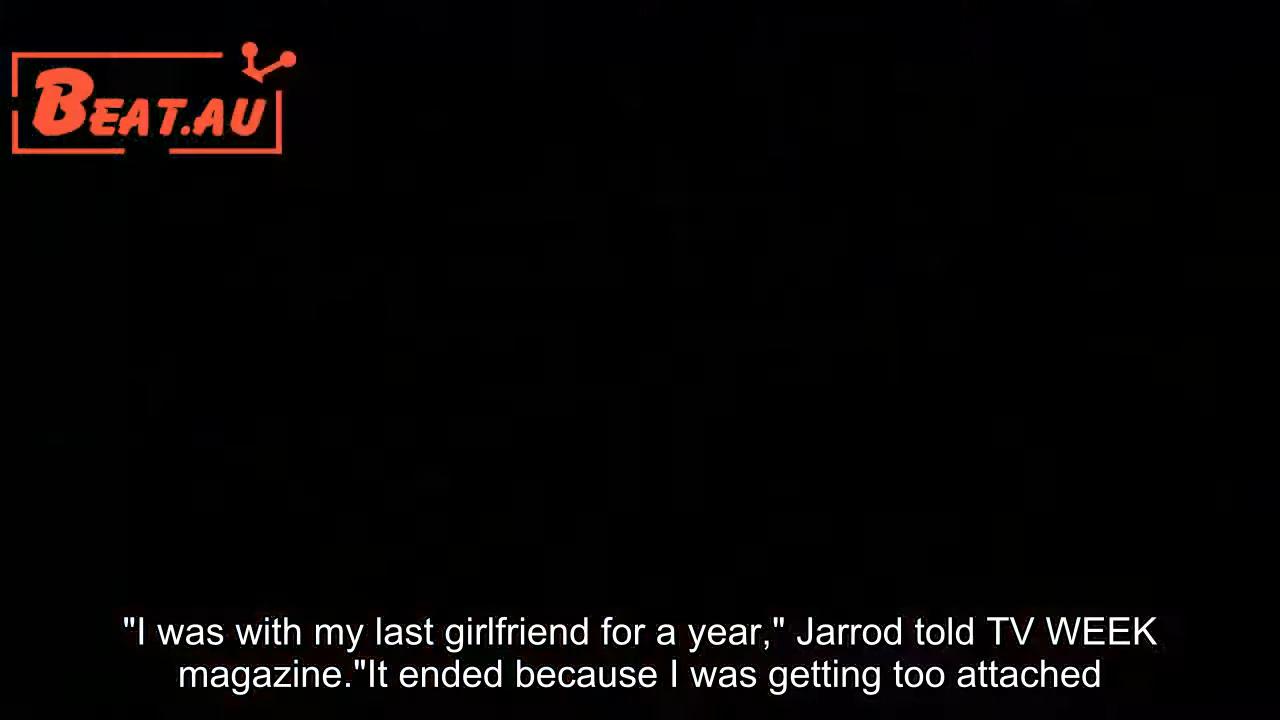 BEAT.AU
"I was with my last girlfriend for a year," Jarrod told TV WEEK
magazine."It ended because I was getting too attached